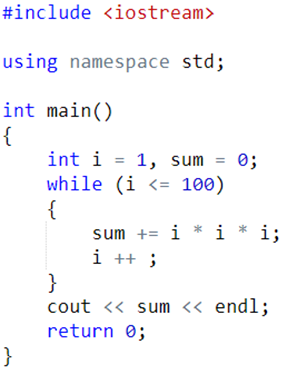 #include <iostream>
using namespace std;
int main()
{
    int i = 1, sum = 0;
    while (i <= 100)
    {
        sum += i * i * i;
        i ++ ;
    }
    cout << sum << endl;
    return 0;
}